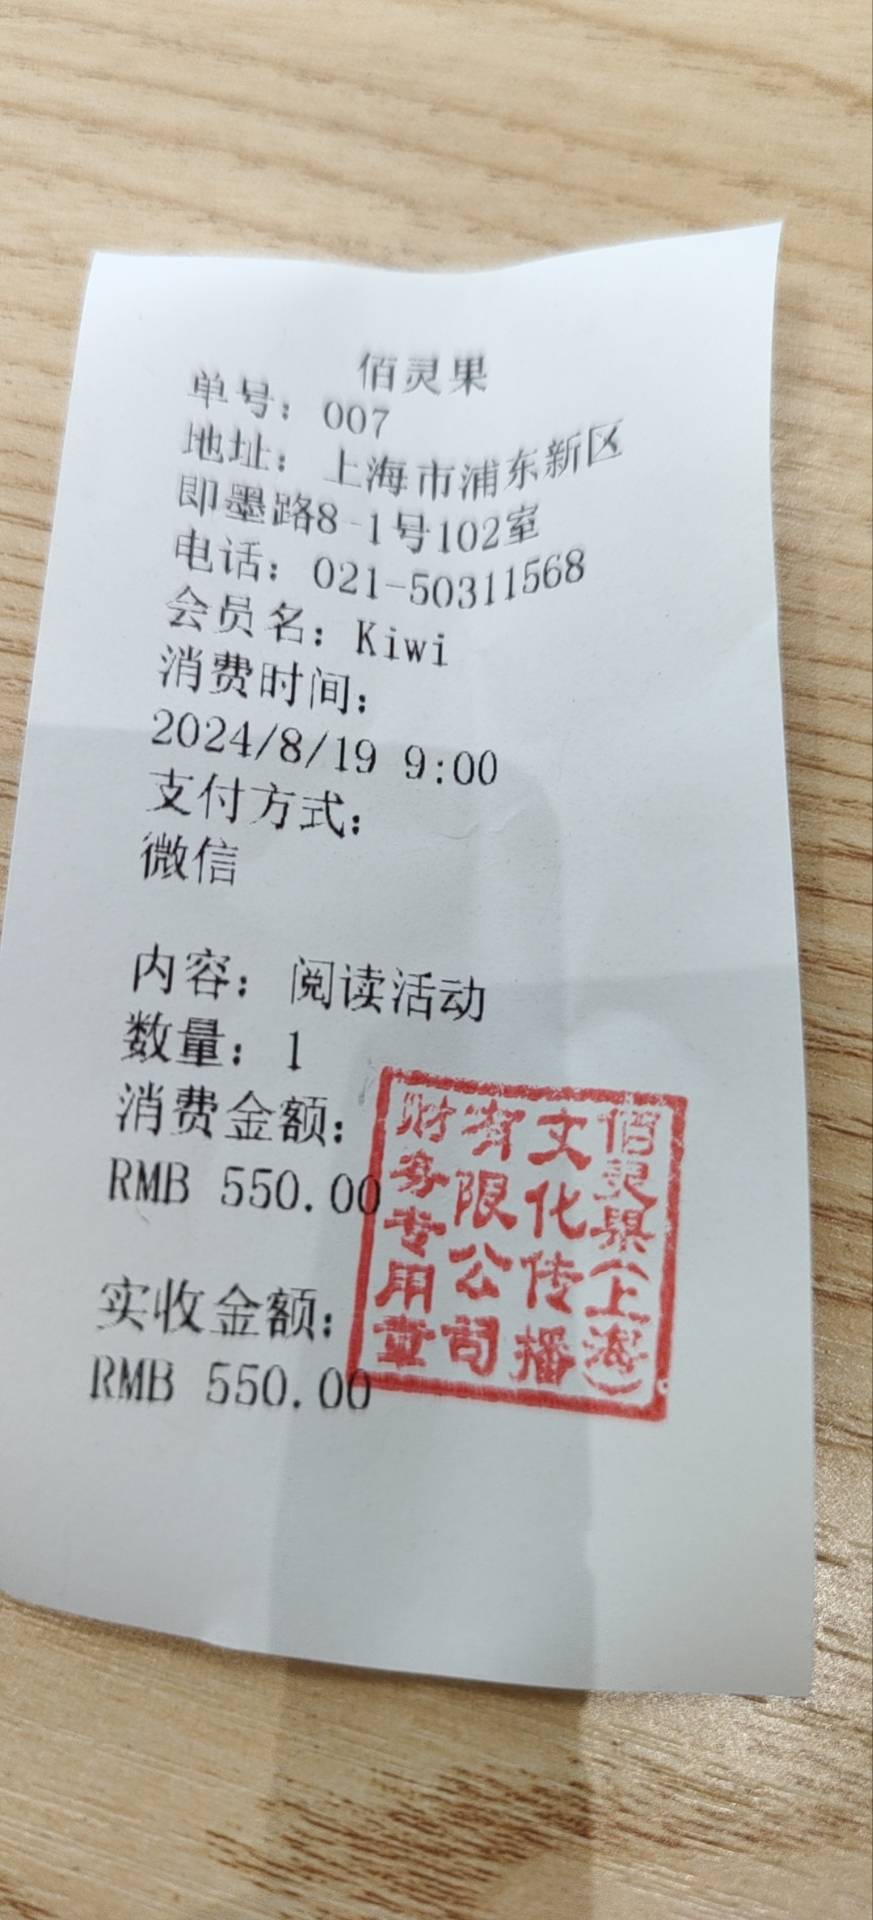 佰灵果
单号：007
地址：上海市浦东新区
即墨路8-1号102室
电话：021-50311568
会员名：Kiwi
消费时间：
2024/8/19 9:00
支付方式：
微信
内容：阅读活动
数量：1
消费金额：
RMB 550.00
实收金额：
RMB 550.00
佰灵果（上海）
文化传播
有限公司
财务专用章